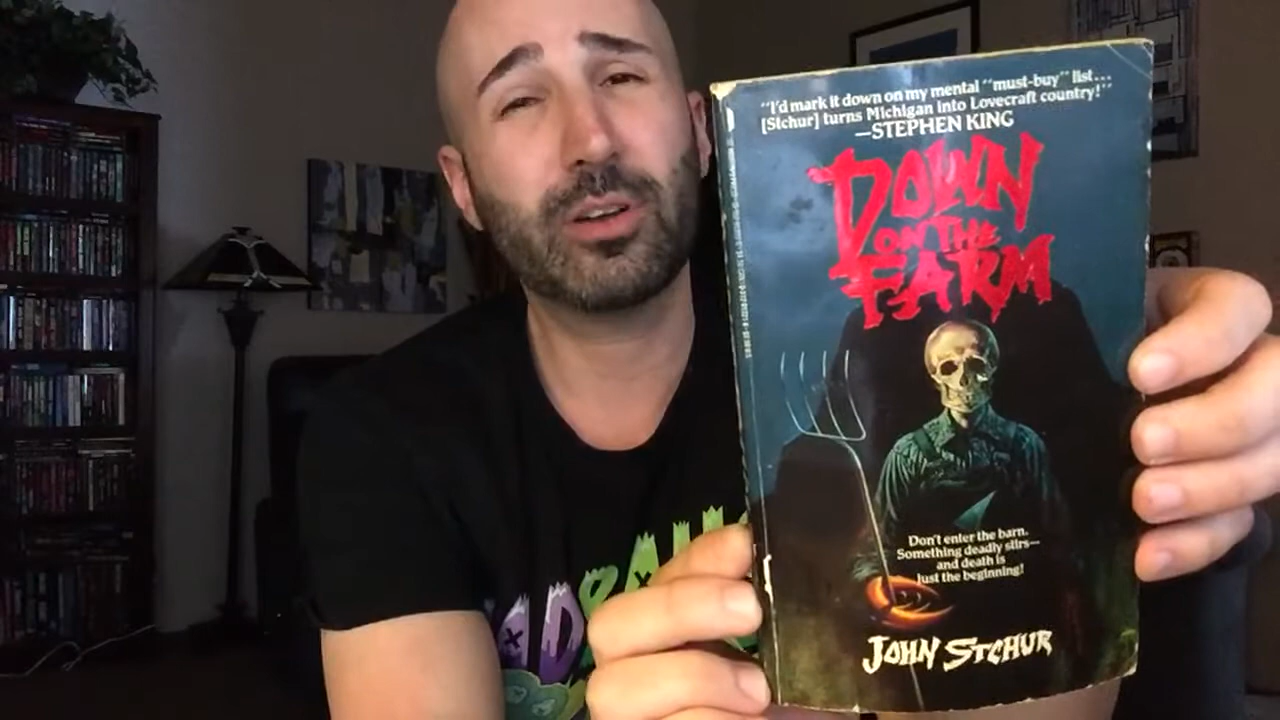 "I'd mark it down on my mental "must-buy" list...
[Stchur] turns Michigan into Lovecraft country!"
—STEPHEN KING
DOWN
ON THE
FARM
Don't enter the barn.
Something deadly stirs—
and death is
just the beginning!
JOHN STCHUR